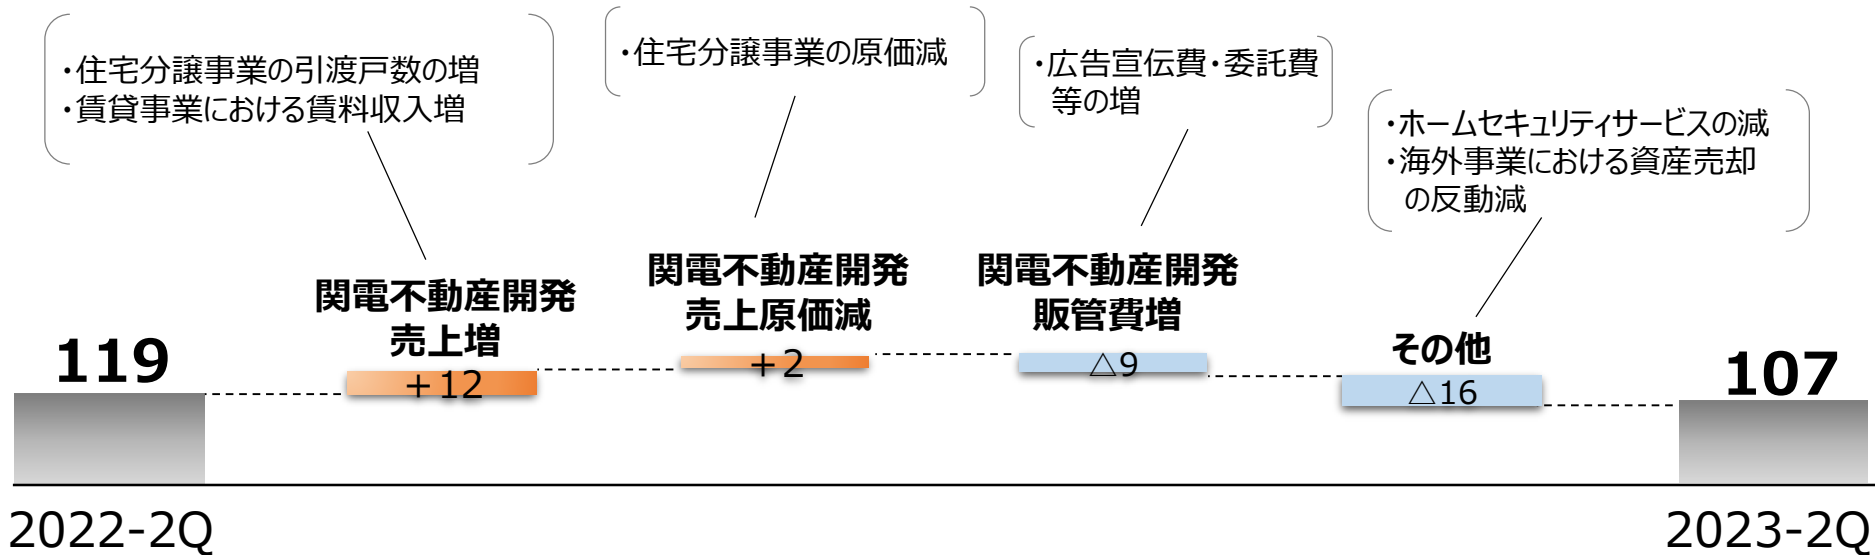 ・住宅分譲事業の引渡戸数の増
・賃貸事業における賃料収入増
・住宅分譲事業の原価減
・広告宣伝費・委託費
等の増
・ホームセキュリティサービスの減
・海外事業における資産売却
の反動減
119
関電不動産開発
売上増
＋12
関電不動産開発
売上原価減
＋2
関電不動産開発
販管費増
△9
その他
△16
107
2022-2Q
2023-2Q